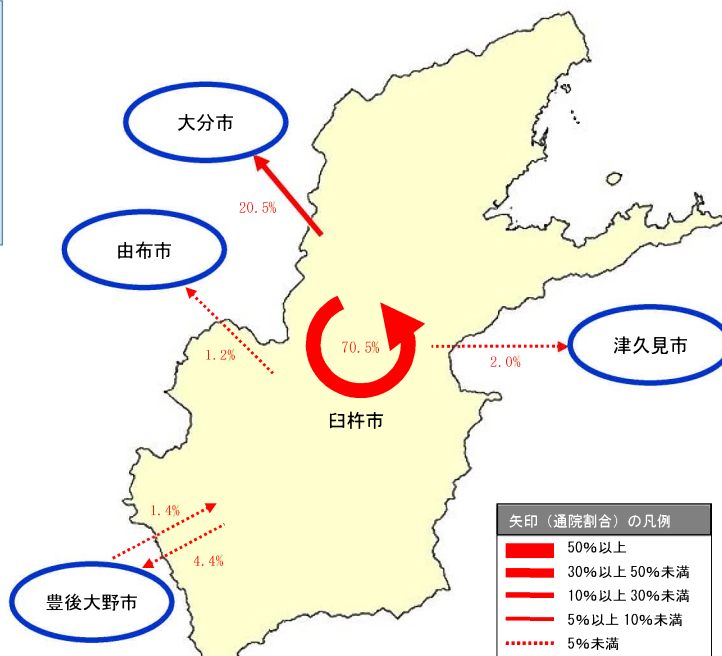 大分市
20.5%
由布市
1.2%
70.5%
臼杵市
津久見市
2.0%
1.4%
4.4%
豊後大野市
矢印（通院割合）の凡例
50%以上
30%以上 50%未満
10%以上 30%未満
5%以上 10%未満
5%未満